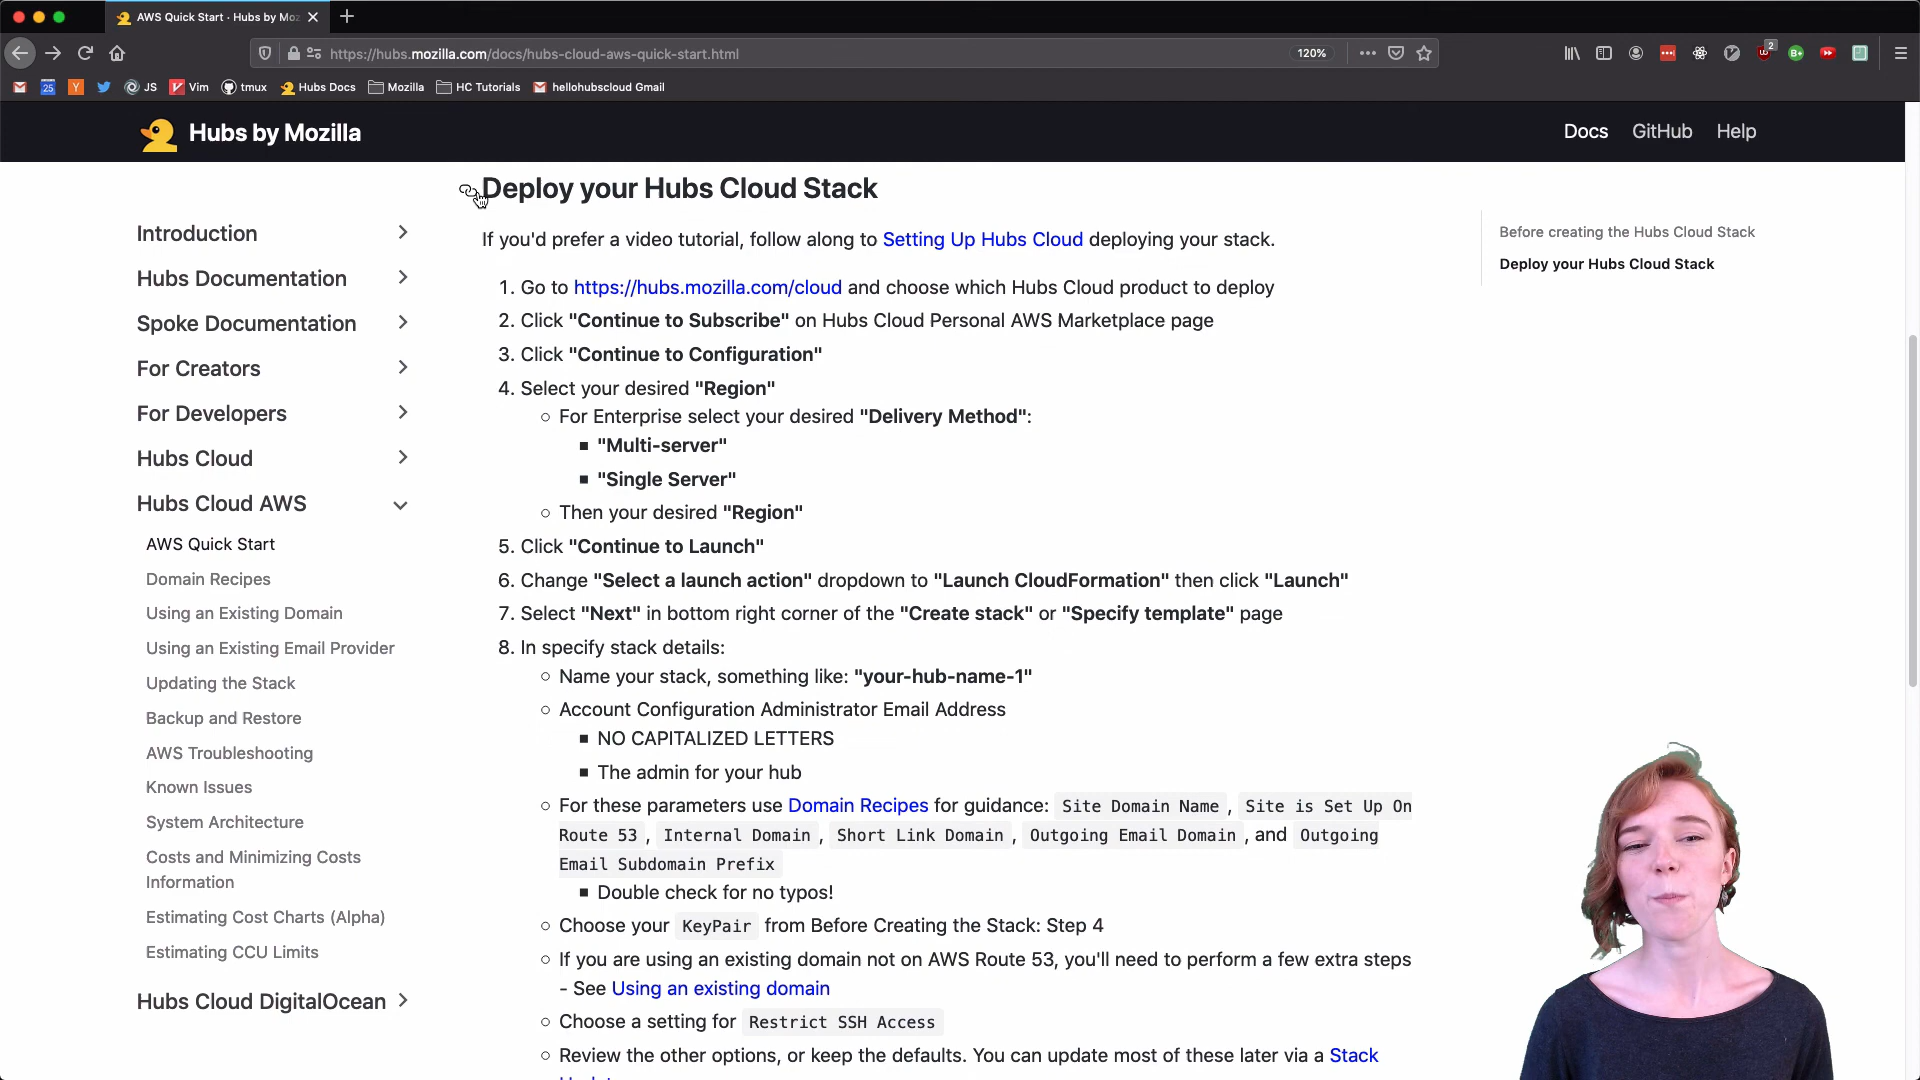 AWS Quick Start · Hubs by Moz
https://hubs.mozilla.com/docs/hubs-cloud-aws-quick-start.html
120%
2
25
Y
JS
Vim
tmux
Hubs Docs
Mozilla
HC Tutorials
hellohubscloud Gmail
Hubs by Mozilla
Docs
GitHub
Help
Introduction
Hubs Documentation
Spoke Documentation
For Creators
For Developers
Hubs Cloud
Hubs Cloud AWS
AWS Quick Start
Domain Recipes
Using an Existing Domain
Using an Existing Email Provider
Updating the Stack
Backup and Restore
AWS Troubleshooting
Known Issues
System Architecture
Costs and Minimizing Costs
Information
Estimating Cost Charts (Alpha)
Estimating CCU Limits
Hubs Cloud DigitalOcean
Deploy your Hubs Cloud Stack
If you'd prefer a video tutorial, follow along to Setting Up Hubs Cloud deploying your stack.
1. Go to https://hubs.mozilla.com/cloud and choose which Hubs Cloud product to deploy
2. Click "Continue to Subscribe" on Hubs Cloud Personal AWS Marketplace page
3. Click "Continue to Configuration"
4. Select your desired "Region"
For Enterprise select your desired "Delivery Method":
"Multi-server"
"Single Server"
Then your desired "Region"
5. Click "Continue to Launch"
6. Change "Select a launch action" dropdown to "Launch CloudFormation" then click "Launch"
7. Select "Next" in bottom right corner of the "Create stack" or "Specify template" page
8. In specify stack details:
Name your stack, something like: "your-hub-name-1"
Account Configuration Administrator Email Address
NO CAPITALIZED LETTERS
The admin for your hub
For these parameters use Domain Recipes for guidance: Site Domain Name , Site is Set Up On
Route 53 , Internal Domain , Short Link Domain , Outgoing Email Domain , and Outgoing
Email Subdomain Prefix
Double check for no typos!
Choose your KeyPair from Before Creating the Stack: Step 4
If you are using an existing domain not on AWS Route 53, you'll need to perform a few extra steps
- See Using an existing domain
Choose a setting for Restrict SSH Access
Review the other options, or keep the defaults. You can update most of these later via a Stack
Before creating the Hubs Cloud Stack
Deploy your Hubs Cloud Stack